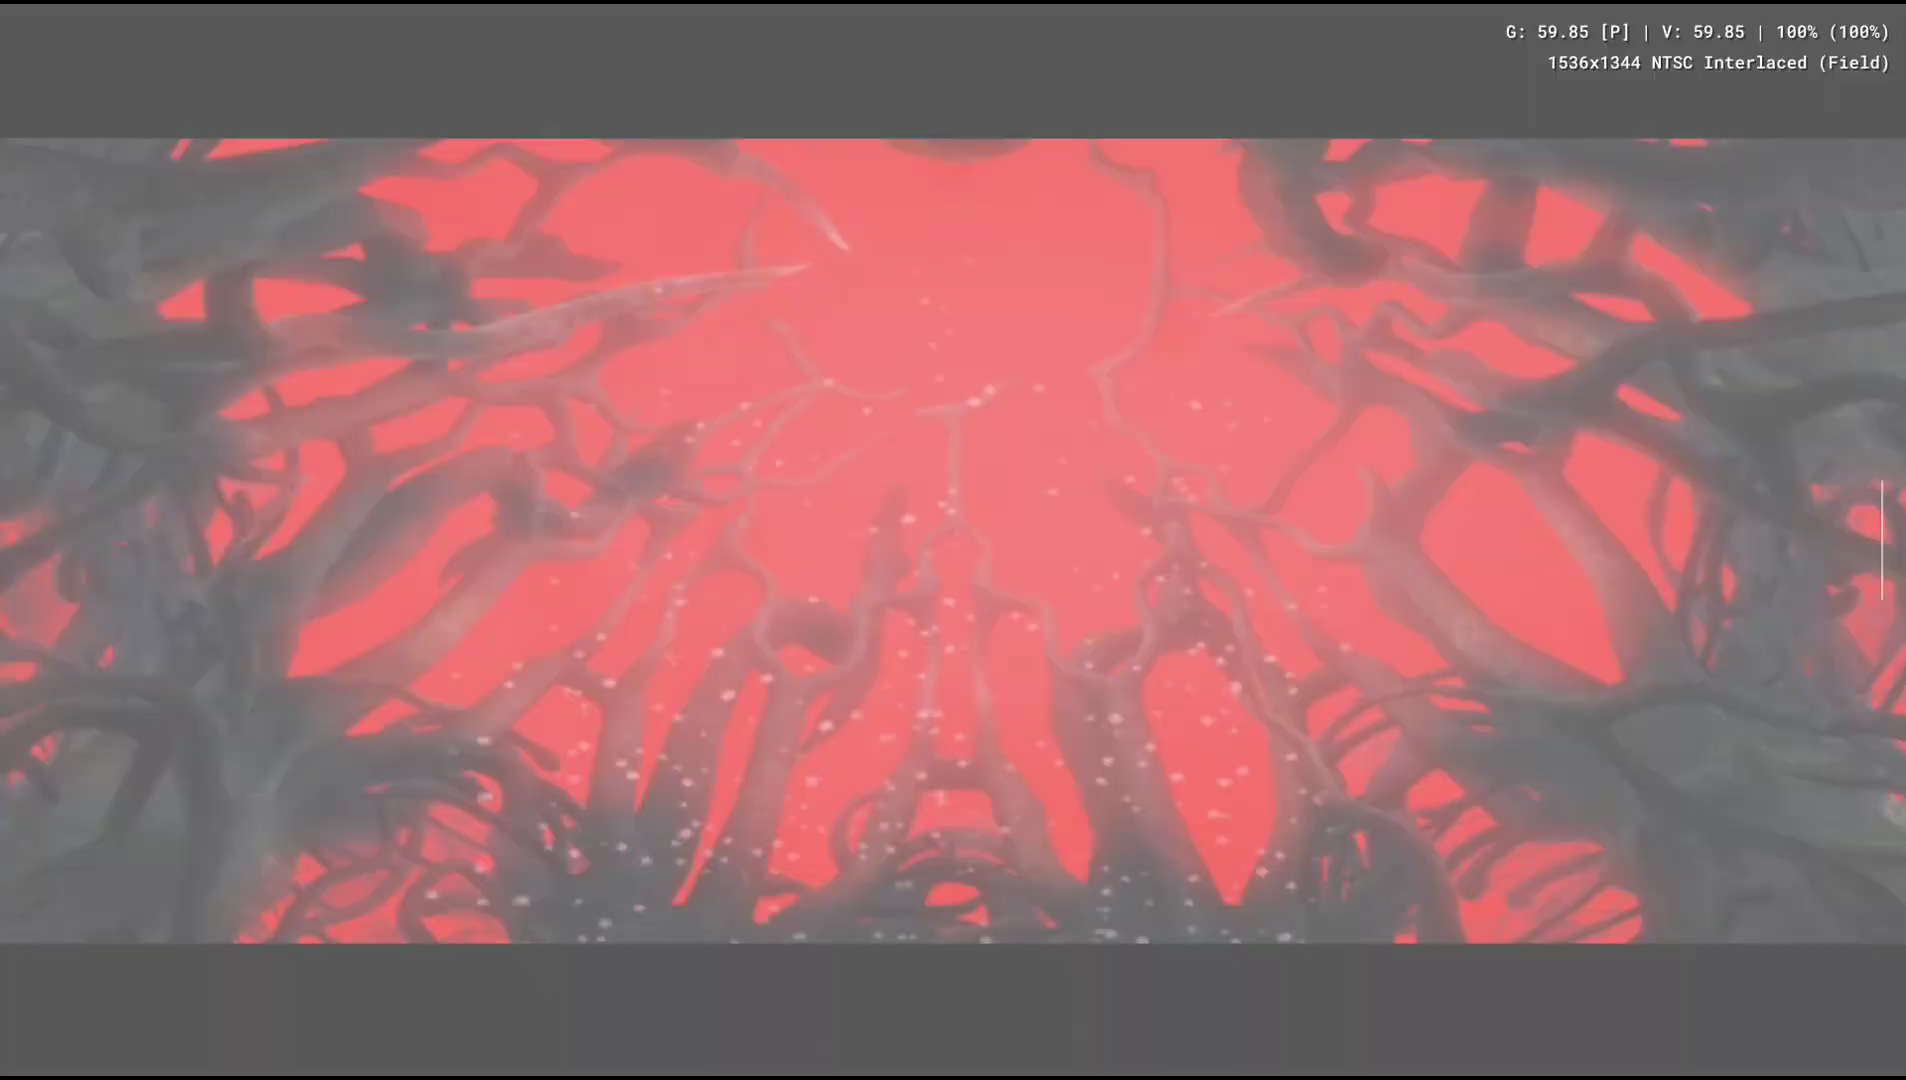 G: 59.85 [P] | V: 59.85 | 100% (100%)
1536x1344 NTSC Interlaced (Field)